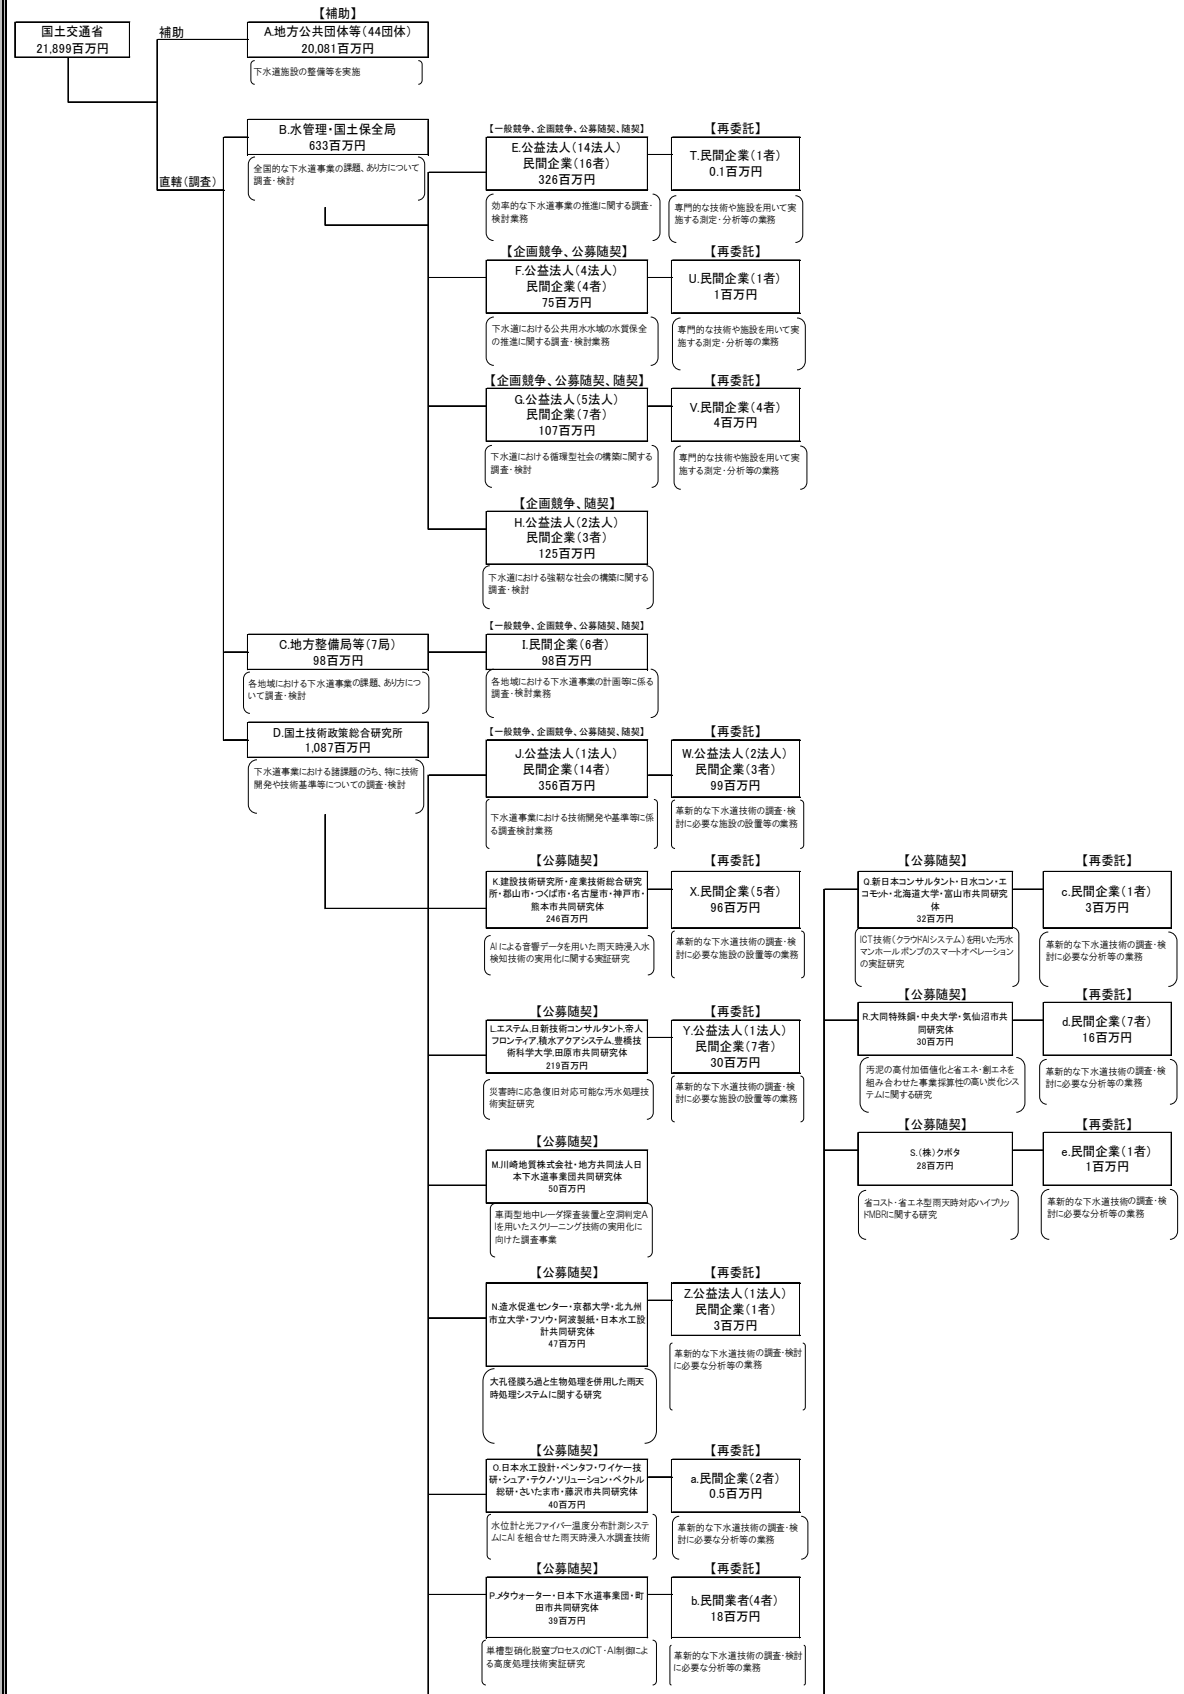 国土交通省
21,899百万円
補助
【補助】
A.地方公共団体等(44団体)
20,081百万円
下水道施設の整備等を実施
直轄(調査)
B.水管理・国土保全局
633百万円
全国的な下水道事業の課題、あり方について
調査・検討
【一般競争、企画競争、公募随契、随契】
E.公益法人(14法人)
民間企業(16者)
326百万円
効率的な下水道事業の推進に関する調査・
検討業務
【再委託】
T.民間企業(1者)
0.1百万円
専門的な技術や施設を用いて実
施する測定・分析等の業務
【企画競争、公募随契】
F.公益法人(4法人)
民間企業(4者)
75百万円
下水道における公共用水水域の水質保全
の推進に関する調査・検討業務
【再委託】
U.民間企業(1者)
1百万円
専門的な技術や施設を用いて実
施する測定・分析等の業務
【企画競争、公募随契、随契】
G.公益法人(5法人)
民間企業(7者)
107百万円
下水道における循環型社会の構築に関する
調査・検討
【再委託】
V.民間企業(4者)
4百万円
専門的な技術や施設を用いて実
施する測定・分析等の業務
【企画競争、随契】
H.公益法人(2法人)
民間企業(3者)
125百万円
下水道における強靭な社会の構築に関する
調査・検討
C.地方整備局等(7局)
98百万円
各地域における下水道事業の課題、あり方につ
いて調査・検討
【一般競争、企画競争、公募随契、随契】
I.民間企業(6者)
98百万円
各地域における下水道事業の計画等に係る
調査・検討業務
D.国土技術政策総合研究所
1,087百万円
下水道事業における諸課題のうち、特に技術
開発や技術基準等についての調査・検討
【一般競争、企画競争、公募随契、随契】
J.公益法人(1法人)
民間企業(14者)
356百万円
下水道事業における技術開発や基準等に係
る調査検討業務
【再委託】
W.公益法人(2法人)
民間企業(3者)
99百万円
革新的な下水道技術の調査・検
討に必要な施設の設置等の業務
【公募随契】
K.建設技術研究所・産業技術総合研究
所・郡山市・つくば市・名古屋市・神戸市・
熊本市共同研究体
246百万円
AIによる音響データを用いた雨天時浸入水
検知技術の実用化に関する実証研究
【再委託】
X.民間企業(5者)
96百万円
革新的な下水道技術の調査・検
討に必要な施設の設置等の業務
【公募随契】
L.エステム,日新技術コンサルタント,帝人
フロンティア,積水アクアシステム,豊橋技
術科学大学,田原市共同研究体
219百万円
災害時に応急復旧対応可能な汚水処理技
術実証研究
【再委託】
Y.公益法人(1法人)
民間企業(7者)
30百万円
革新的な下水道技術の調査・検
討に必要な施設の設置等の業務
【公募随契】
M.川崎地質株式会社・地方共同法人日
本下水道事業団共同研究体
50百万円
車両型地中レーダ探査装置と空洞判定A
Iを用いたスクリーニング技術の実用化に
向けた調査事業
【公募随契】
N.造水促進センター・京都大学・北九州
市立大学・フソウ・阿波製紙・日本水工設
計共同研究体
47百万円
大孔径膜ろ過と生物処理を併用した雨天
時処理システムに関する研究
【再委託】
Z.公益法人(1法人)
民間企業(1者)
3百万円
革新的な下水道技術の調査・検討
に必要な分析等の業務
【公募随契】
O.日本水工設計・ペンタフ・ワイケー技
研・シュア・テクノ・ソリューション・ベクトル
総研・さいたま市・藤沢市共同研究体
40百万円
水位計と光ファイバー温度分布計測システ
ムにAIを組合せた雨天時浸入水調査技術
【再委託】
a.民間企業(2者)
0.5百万円
革新的な下水道技術の調査・検
討に必要な分析等の業務
【公募随契】
P.メタウォーター・日本下水道事業団・町
田市共同研究体
39百万円
単槽型硝化脱窒プロセスのICT・AI制御によ
る高度処理技術実証研究
【再委託】
b.民間業者(4者)
18百万円
革新的な下水道技術の調査・検討
に必要な分析等の業務
【公募随契】
Q.新日本コンサルタント・日水コン・エ
コモット・北海道大学・富山市共同研究
体
32百万円
ICT技術(クラウドAIシステム)を用いた汚水
マンホールポンプのスマートオペレーション
の実証研究
【再委託】
c.民間企業(1者)
3百万円
革新的な下水道技術の調査・検
討に必要な分析等の業務
【公募随契】
R.大同特殊鋼・中央大学・気仙沼市共
同研究体
30百万円
汚泥の高付加価値化と省エネ・創エネを
組み合わせた事業採算性の高い炭化シス
テムに関する研究
【再委託】
d.民間企業(7者)
16百万円
革新的な下水道技術の調査・検
討に必要な分析等の業務
【公募随契】
S.(株)クボタ
28百万円
省コスト・省エネ型雨天時対応ハイブリッ
ドMBRに関する研究
【再委託】
e.民間企業(1者)
1百万円
革新的な下水道技術の調査・検
討に必要な分析等の業務